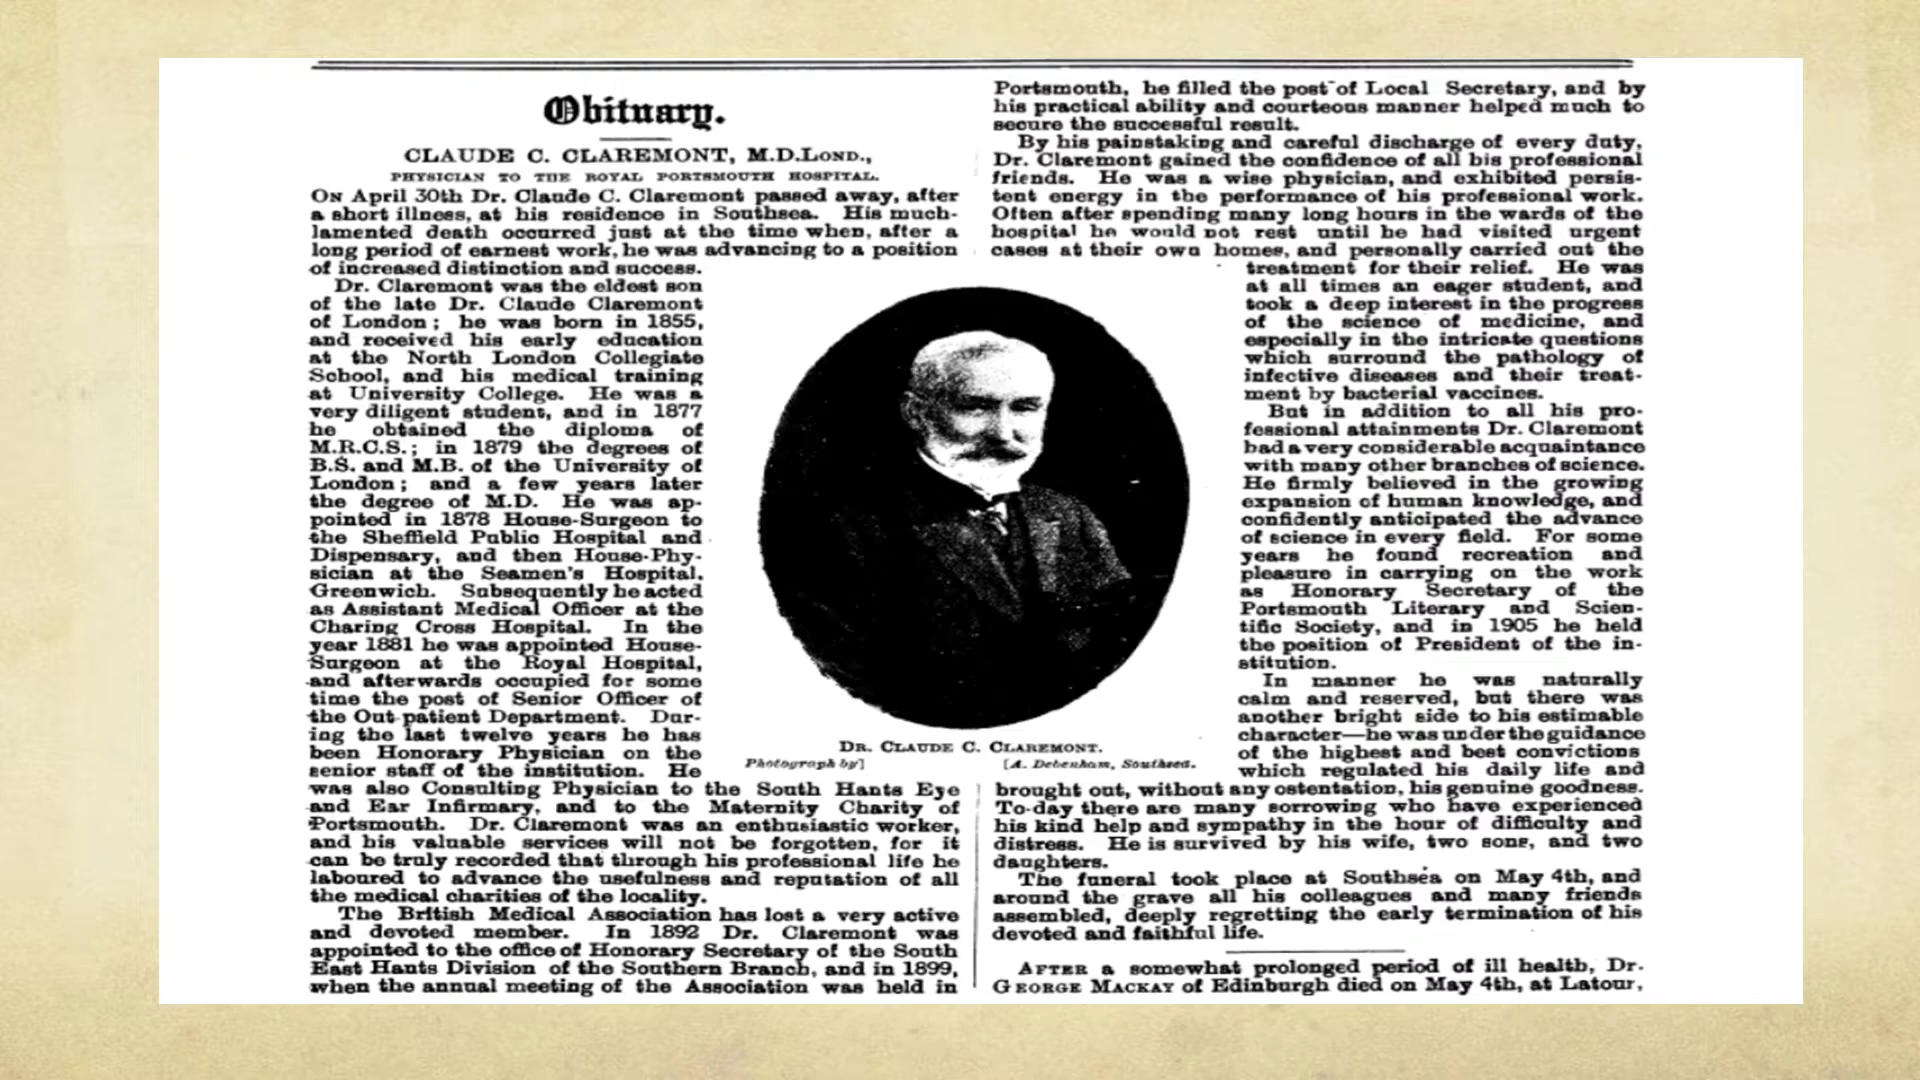 Obituary.
CLAUDE C. CLAREMONT, M.D.LOND.,
PHYSICIAN TO THE ROYAL PORTSMOUTH HOSPITAL.
ON April 30th Dr. Claude C. Claremont passed away, after
a short illness, at his residence in Southsea. His much-
lamented death occurred just at the time when, after a
long period of earnest work, he was advancing to a position
of increased distinction and success.
Dr. Claremont was the eldest son
of the late Dr. Claude Claremont
of London; he was born in 1855,
and received his early education
at the North London Collegiate
School, and his medical training
at University College. He was a
very diligent student, and in 1877
he obtained the diploma of
M.R.C.S.; in 1879 the degrees of
B.S. and M.B. of the University of
London; and a few years later
the degree of M.D. He was ap-
pointed in 1878 House-Surgeon to
the Sheffield Public Hospital and
Dispensary, and then House-Phy-
sician at the Seamen's Hospital,
Greenwich. Subsequently he acted
as Assistant Medical Officer at the
Charing Cross Hospital. In the
year 1881 he was appointed House-
Surgeon at the Royal Hospital,
and afterwards occupied for some
time the post of Senior Officer of
the Out-patient Department. Dur-
ing the last twelve years he has
been Honorary Physician on the
senior staff of the institution. He
was also Consulting Physician to the South Hants Eye
and Ear Infirmary, and to the Maternity Charity of
Portsmouth. Dr. Claremont was an enthusiastic worker,
and his valuable services will not be forgotten, for it
can be truly recorded that through his professional life he
laboured to advance the usefulness and reputation of all
the medical charities of the locality.
The British Medical Association has lost a very active
and devoted member. In 1892 Dr. Claremont was
appointed to the office of Honorary Secretary of the South
East Hants Division of the Southern Branch, and in 1899,
when the annual meeting of the Association was held in
Portsmouth, he filled the post of Local Secretary, and by
his practical ability and courteous manner helped much to
secure the successful result.
By his painstaking and careful discharge of every duty,
Dr. Claremont gained the confidence of all his professional
friends. He was a wise physician, and exhibited persis-
tent energy in the performance of his professional work.
Often after spending many long hours in the wards of the
hospital he would not rest until he had visited urgent
cases at their own homes, and personally carried out the
treatment for their relief. He was
at all times an eager student, and
took a deep interest in the progress
of the science of medicine, and
especially in the intricate questions
which surround the pathology of
infective diseases and their treat-
ment by bacterial vaccines.
But in addition to all his pro-
fessional attainments Dr. Claremont
had a very considerable acquaintance
with many other branches of science.
He firmly believed in the growing
expansion of human knowledge, and
confidently anticipated the advance
of science in every field. For some
years he found recreation and
pleasure in carrying on the work
as Honorary Secretary of the
Portsmouth Literary and Scien-
tific Society, and in 1905 he held
the position of President of the in-
stitution.
In manner he was naturally
calm and reserved, but there was
another bright side to his estimable
character—he was under the guidance
of the highest and best convictions
which regulated his daily life and
brought out, without any ostentation, his genuine goodness.
To-day there are many sorrowing who have experienced
his kind help and sympathy in the hour of difficulty and
distress. He is survived by his wife, two sons, and two
daughters.
The funeral took place at Southsea on May 4th, and
around the grave all his colleagues and many friends
assembled, deeply regretting the early termination of his
devoted and faithful life.
AFTER a somewhat prolonged period of ill health, Dr.
GEORGE MACKAY of Edinburgh died on May 4th, at Latour,
DR. CLAUDE C. CLAREMONT.
Photograph by] [A. Debenham, Southsea.